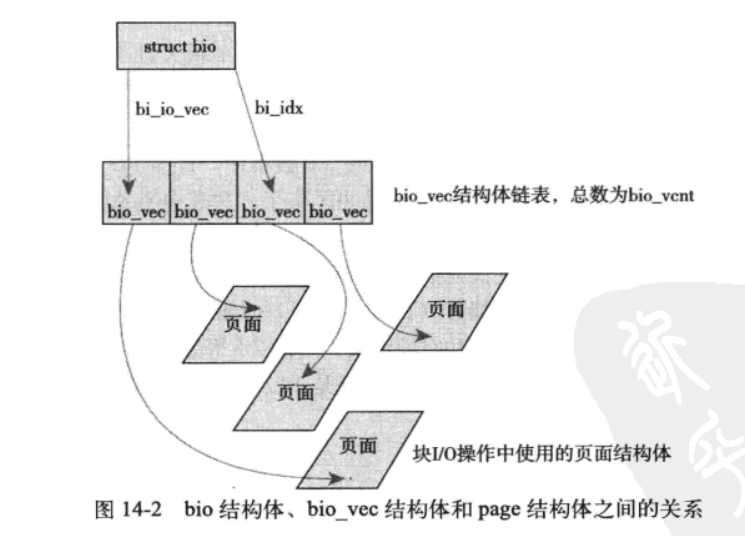 struct bio
bi_io_vec
bi_idx
bio_vec
bio_vec
bio_vec
bio_vec
bio_vec结构体链表，总数为bio_vcnt
页面
页面
页面
页面
块I/O操作中使用的页面结构体
图 14-2 bio 结构体、bio_vec 结构体和 page 结构体之间的关系